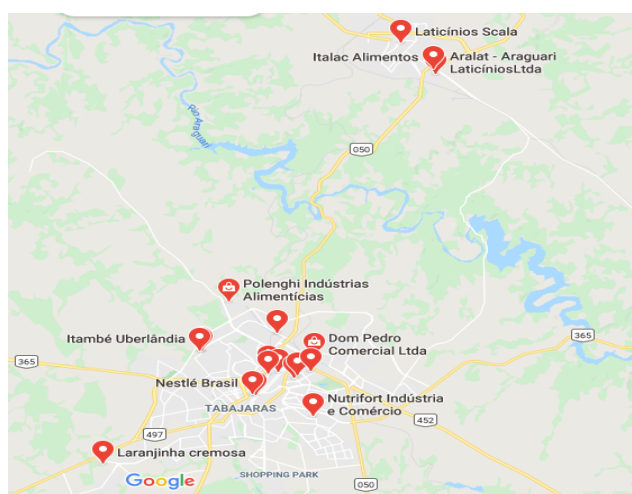 Laticínios Scala
Italac Alimentos
Aralat - Araguari
LaticíniosLtda
Rio Araguari
050
Polenghi Indústrias
Alimentícias
Itambé Uberlândia
Dom Pedro
Comercial Ltda
365
365
Nestlé Brasil
TABAJARAS
Nutrifort Indústria
e Comércio
452
497
Laranjinha cremosa
Google
SHOPPING PARK
050